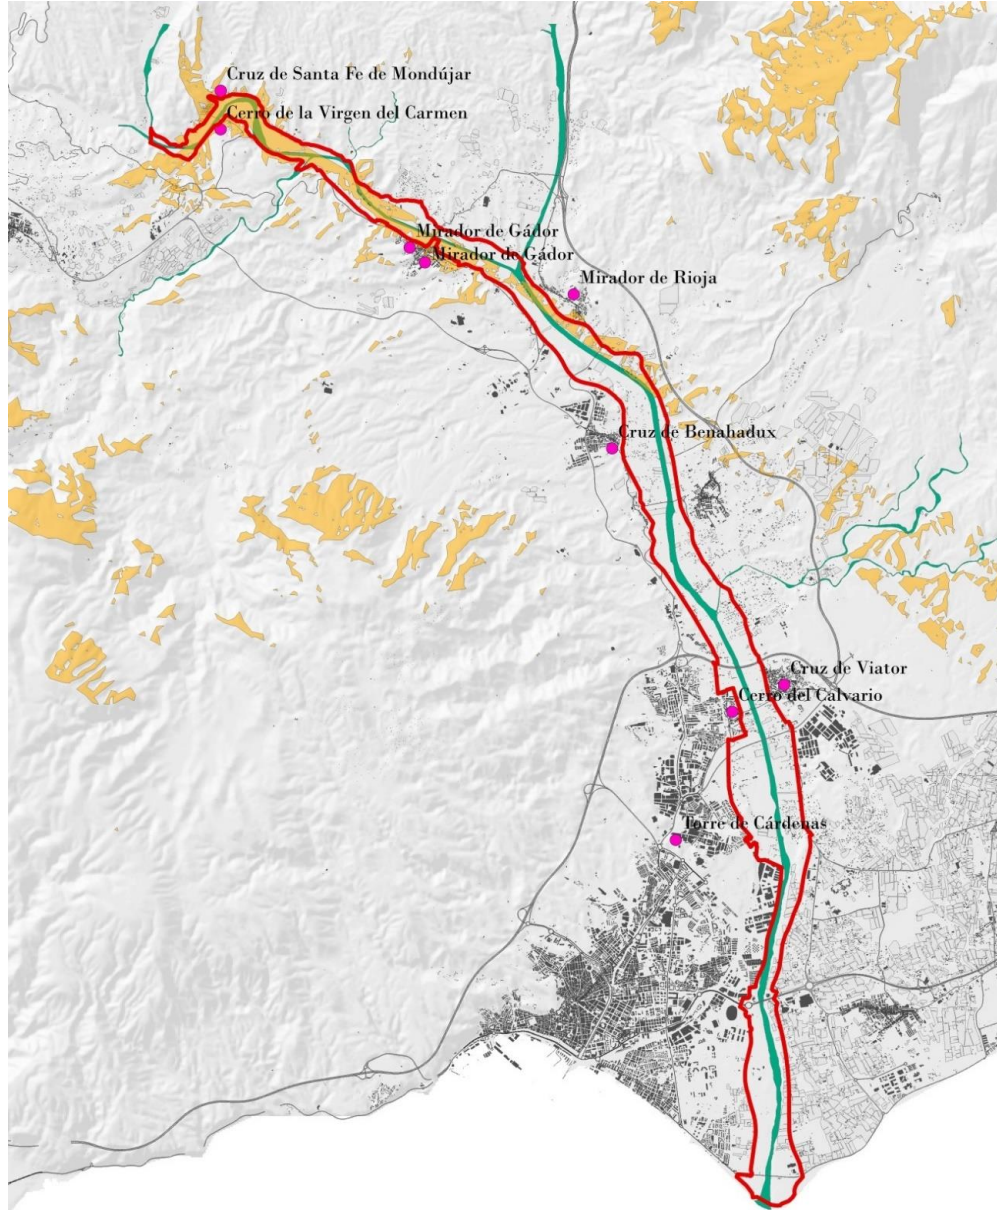 Cruz de Santa Fe de Mondújar
Cerro de la Virgen del Carmen
Mirador de Gádor
Mirador de Gádor
Mirador de Rioja
Cruz de Benahadux
Cruz de Viator
Cerro del Calvario
Torre de Cárdenas